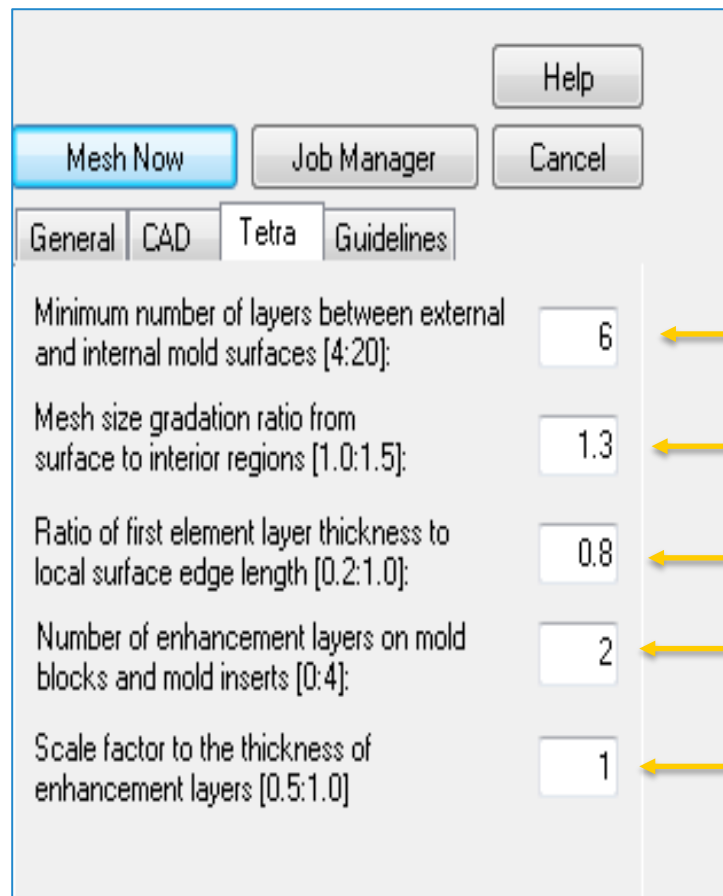 Help
Mesh Now Job Manager Cancel
General CAD Tetra Guidelines
Minimum number of layers between external
and internal mold surfaces [4:20]: 6
Mesh size gradation ratio from
surface to interior regions [1.0:1.5]: 1.3
Ratio of first element layer thickness to
local surface edge length [0.2:1.0]: 0.8
Number of enhancement layers on mold
blocks and mold inserts [0:4]: 2
Scale factor to the thickness of
enhancement layers [0.5:1.0] 1